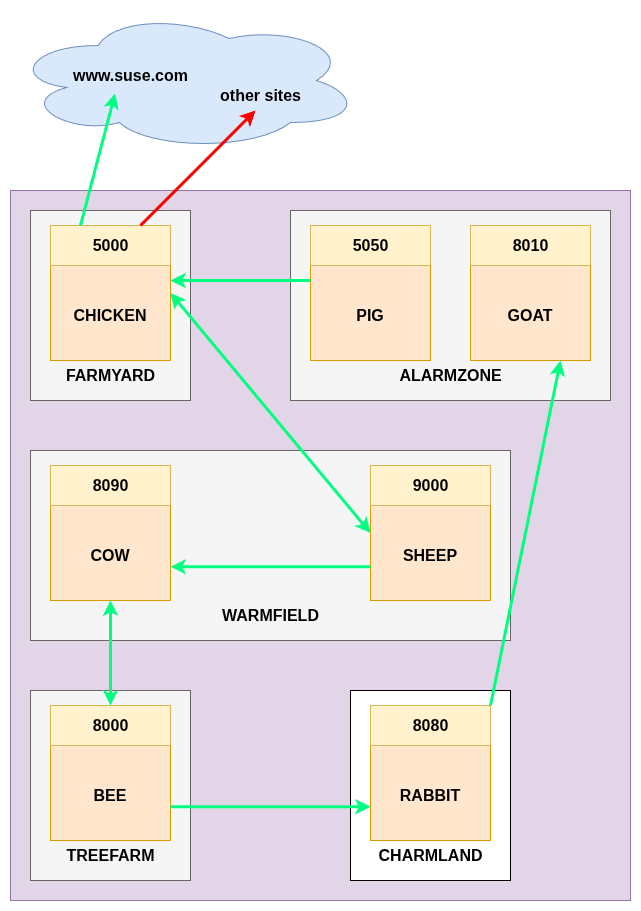 www.suse.com
other sites
5000
CHICKEN
FARMYARD
5050
PIG
8010
GOAT
ALARMZONE
8090
COW
9000
SHEEP
WARMFIELD
8000
BEE
TREEFARM
8080
RABBIT
CHARMLAND